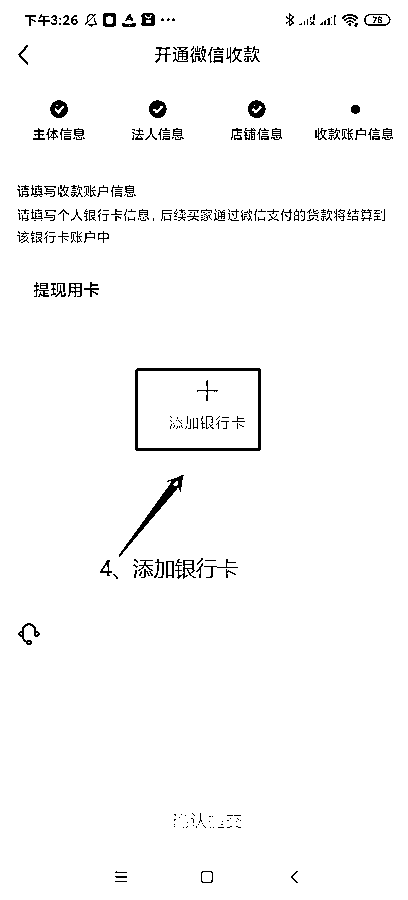 下午3:26
76
开通微信收款
主体信息 法人信息 店铺信息 收款账户信息
请填写收款账户信息
请填写个人银行卡信息，后续买家通过微信支付的货款将结算到
该银行卡账户中
提现用卡
添加银行卡
4、添加银行卡
确认提交